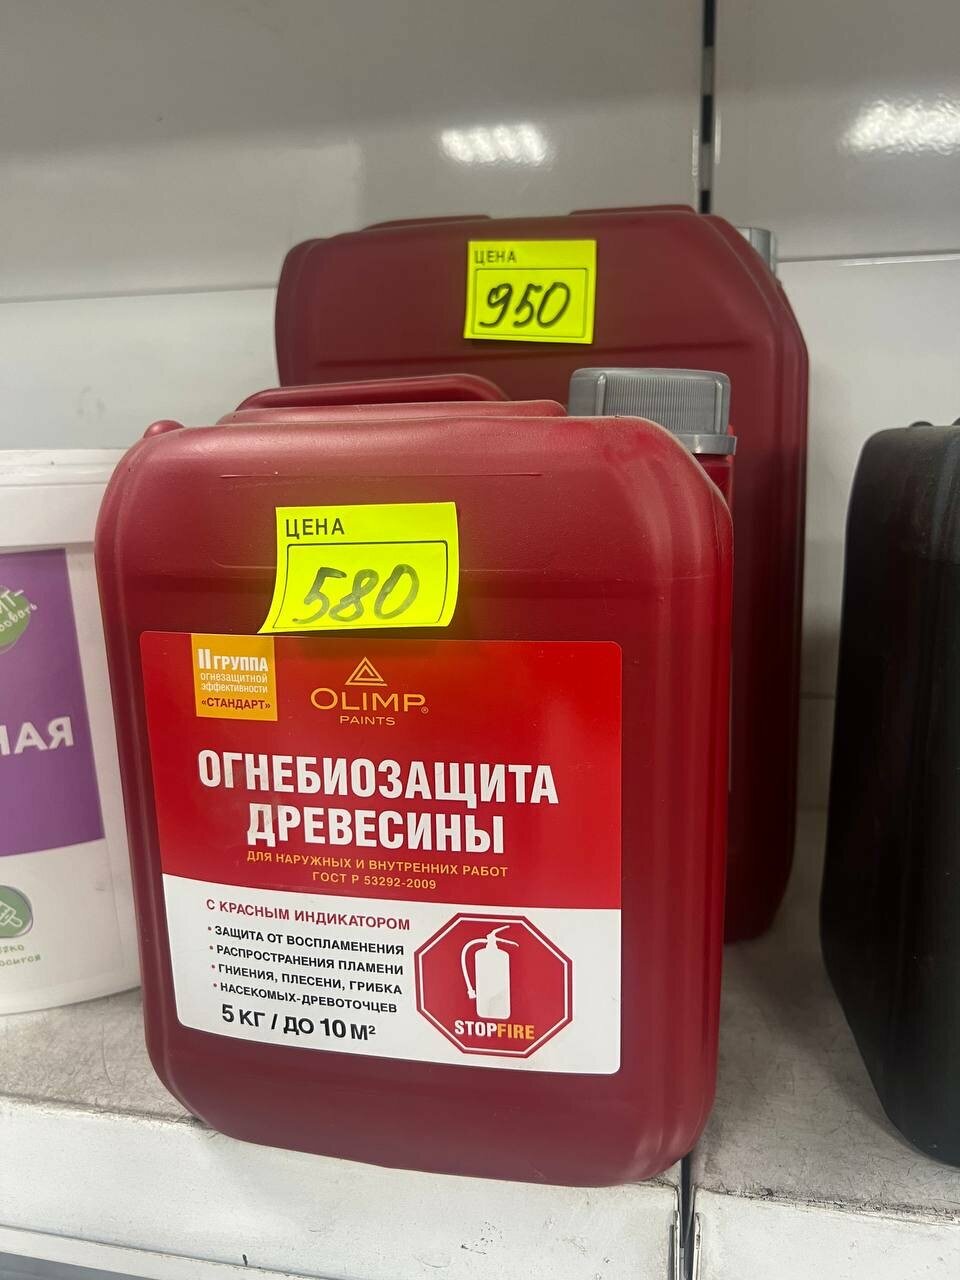 ЦЕНА
950
ЦЕНА
580
II ГРУППА
огнезащитной
эффективности
«СТАНДАРТ»
OLIMP®
PAINTS
ОГНЕБИОЗАЩИТА
ДРЕВЕСИНЫ
ДЛЯ НАРУЖНЫХ И ВНУТРЕННИХ РАБОТ
ГОСТ Р 53292-2009
С КРАСНЫМ ИНДИКАТОРОМ
• ЗАЩИТА ОТ ВОСПЛАМЕНЕНИЯ
• РАСПРОСТРАНЕНИЯ ПЛАМЕНИ
• ГНИЕНИЯ, ПЛЕСЕНИ, ГРИБКА
• НАСЕКОМЫХ-ДРЕВОТОЧЦЕВ
5 КГ / ДО 10 М²
STOPFIRE